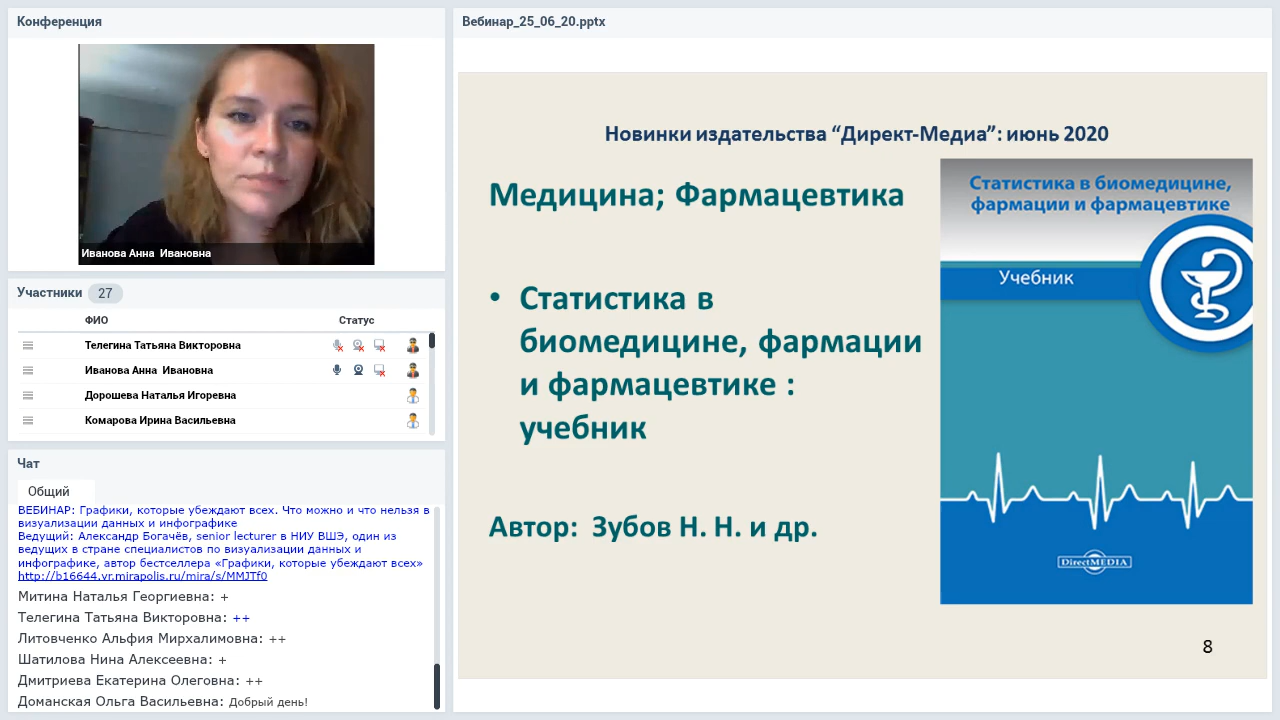 Конференция
Иванова Анна Ивановна
Участники 27
ФИО Статус
Телегина Татьяна Викторовна
Иванова Анна Ивановна
Дорошева Наталья Игоревна
Комарова Ирина Васильевна
Чат
Общий
ВЕБИНАР: Графики, которые убеждают всех. Что можно и что нельзя в
визуализации данных и инфографике
Ведущий: Александр Богачёв, senior lecturer в НИУ ВШЭ, один из
ведущих в стране специалистов по визуализации данных и
инфографике, автор бестселлера «Графики, которые убеждают всех»
http://b16644.vr.mirapolis.ru/mira/s/MMJTf0
Митина Наталья Георгиевна: +
Телегина Татьяна Викторовна: ++
Литовченко Альфия Мирхалимовна: ++
Шатилова Нина Алексеевна: +
Дмитриева Екатерина Олеговна: ++
Доманская Ольга Васильевна: Добрый день!
Вебинар_25_06_20.pptx
Новинки издательства “Директ-Медиа”: июнь 2020
Медицина; Фармацевтика
• Статистика в
биомедицине, фармации
и фармацевтике :
учебник
Автор: Зубов Н. Н. и др.
Статистика в биомедицине,
фармации и фармацевтике
Учебник
DirectMEDIA
8